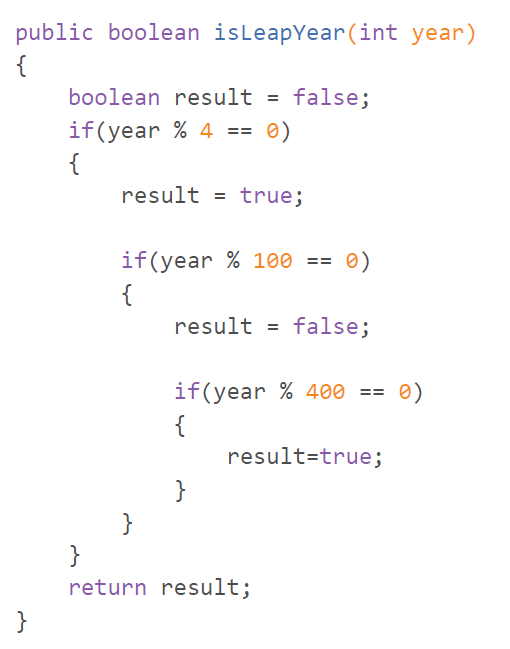 public boolean isLeapYear(int year)
{
    boolean result = false;
    if(year % 4 == 0)
    {
        result = true;

        if(year % 100 == 0)
        {
            result = false;

            if(year % 400 == 0)
            {
                result=true;
            }
        }
    }
    return result;
}